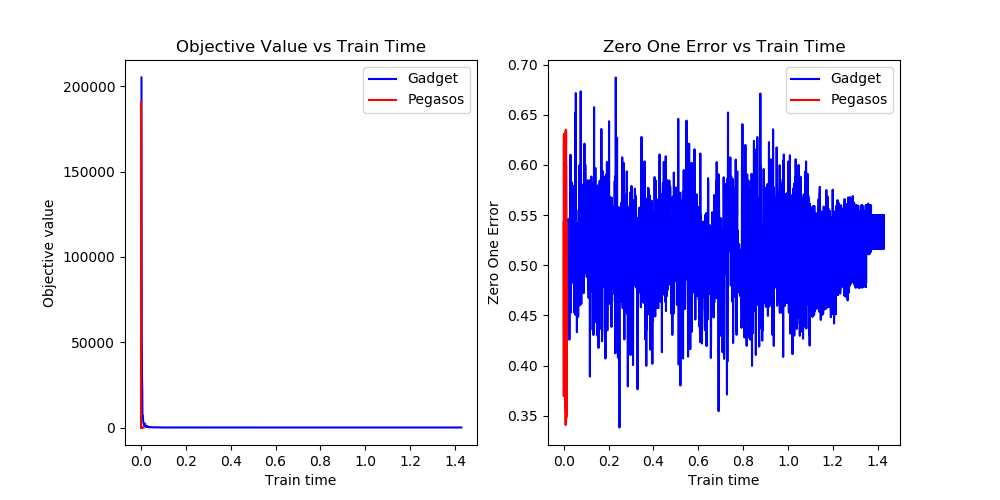 Objective Value vs Train Time
Gadget
Pegasos
200000
150000
100000
50000
0
Objective value
0.0 0.2 0.4 0.6 0.8 1.0 1.2 1.4
Train time
Zero One Error vs Train Time
Gadget
Pegasos
0.70
0.65
0.60
0.55
0.50
0.45
0.40
0.35
Zero One Error
0.0 0.2 0.4 0.6 0.8 1.0 1.2 1.4
Train time